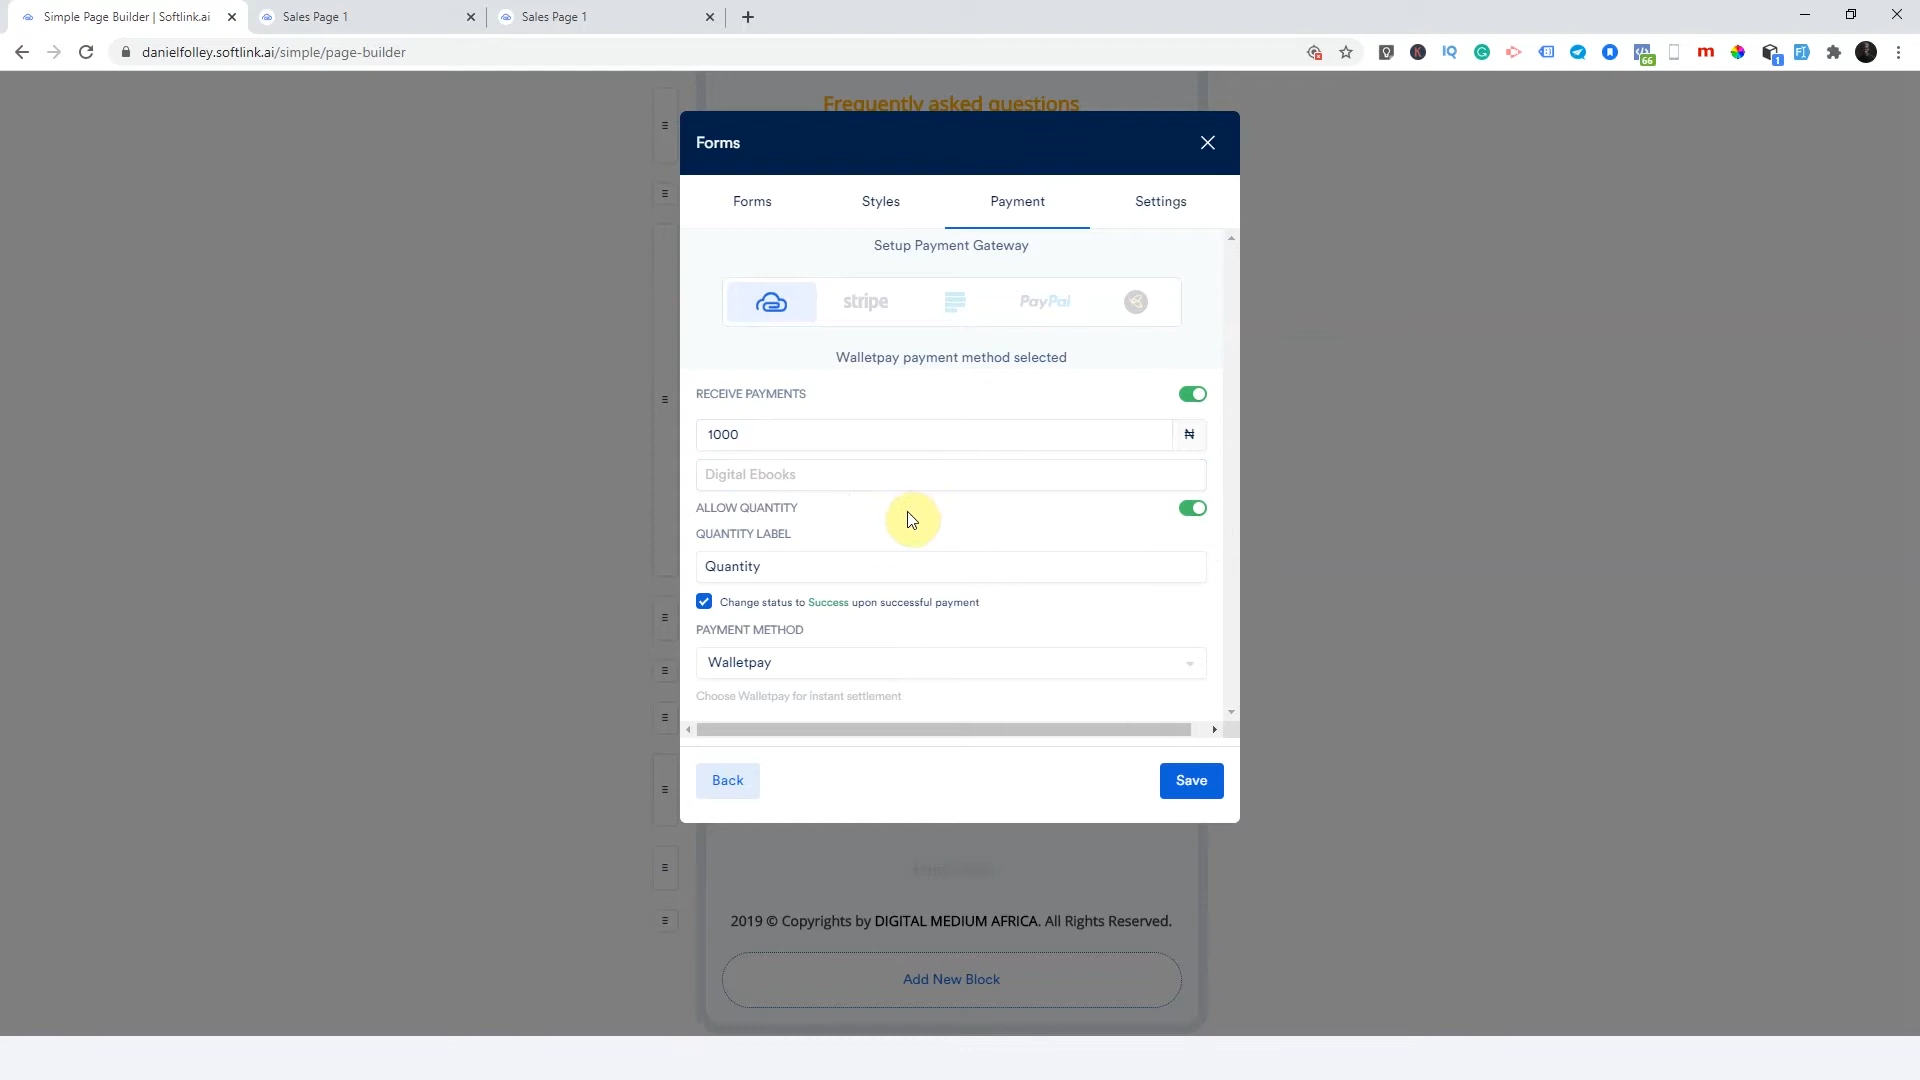 Simple Page Builder | Softlink.ai
Sales Page 1
Sales Page 1
danielfolley.softlink.ai/simple/page-builder
IQ
66
m
1
Frequently asked questions
Forms
Forms
Styles
Payment
Settings
Setup Payment Gateway
stripe
PayPal
Walletpay payment method selected
RECEIVE PAYMENTS
1000
₦
Digital Ebooks
ALLOW QUANTITY
QUANTITY LABEL
Quantity
Change status to Success upon successful payment
PAYMENT METHOD
Walletpay
Choose Walletpay for instant settlement
Back
Save
2019 © Copyrights by DIGITAL MEDIUM AFRICA. All Rights Reserved.
Add New Block